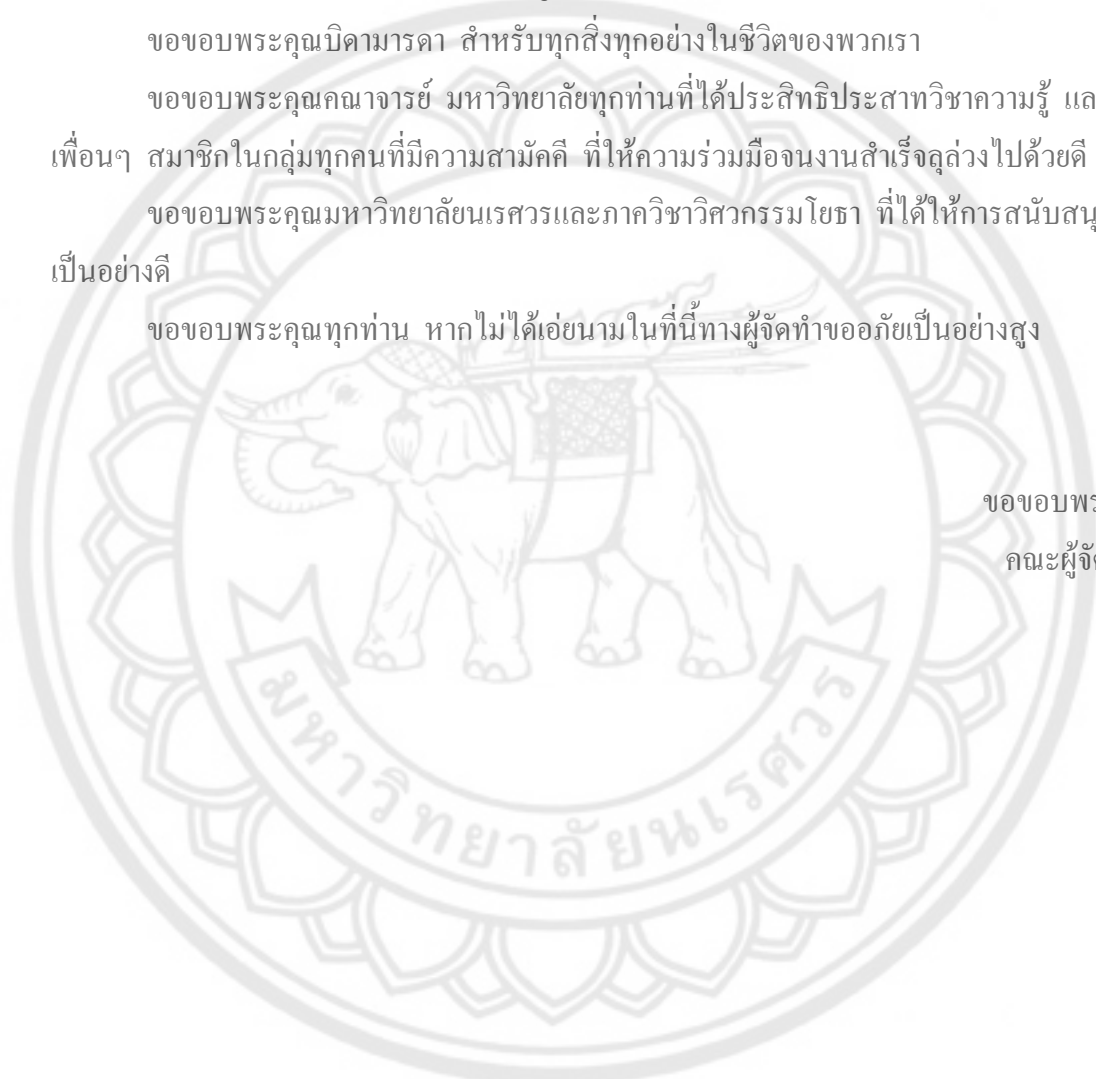 ขอขอบพระคุณบิดามารดา สำหรับทุกสิ่งทุกอย่างในชีวิตของพวกเรา
ขอขอบพระคุณคณาจารย์ มหาวิทยาลัยทุกท่านที่ได้ประสิทธิประสาทวิชาความรู้ แล
เพื่อนๆ สมาชิกในกลุ่มทุกคนที่มีความสามัคคี ที่ให้ความร่วมมือจนงานสำเร็จลุล่วงไปด้วยดี
ขอขอบพระคุณมหาวิทยาลัยนเรศวรและภาควิชาวิศวกรรมโยธา ที่ได้ให้การสนับสนุ
เป็นอย่างดี
ขอขอบพระคุณทุกท่าน หากไม่ได้เอ่ยนามในที่นี้ทางผู้จัดทำขออภัยเป็นอย่างสูง
ขอขอบพร
คณะผู้จั
มหาวิทยาลัยนเรศวร